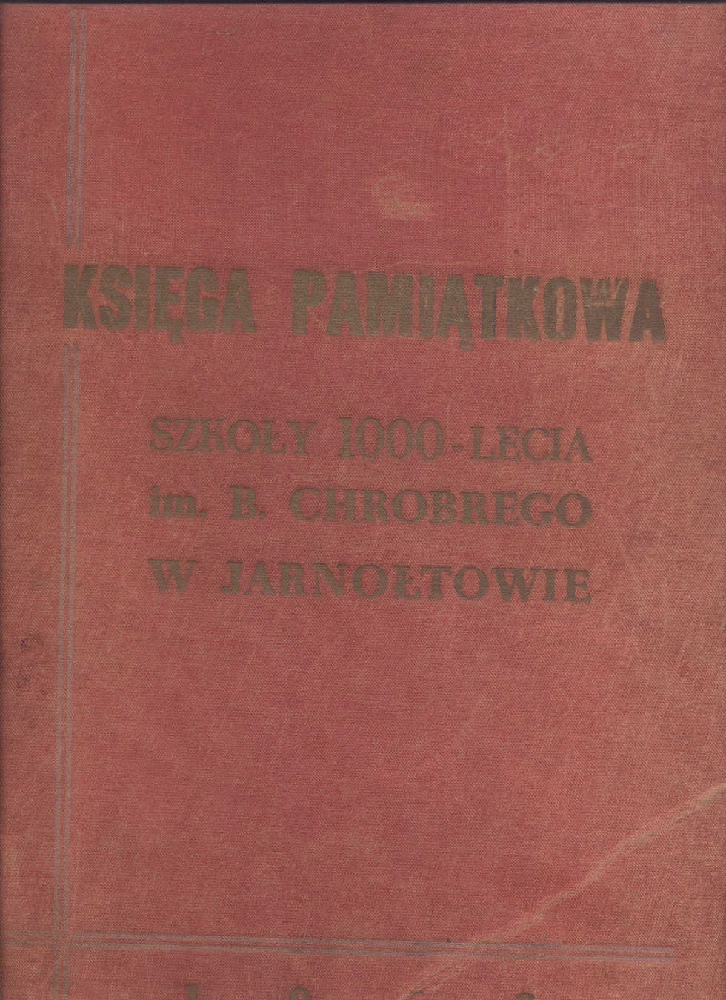 KSIĘGA PAMIĄTKOWA
SZKOŁY 1000-LECIA
im. B. CHROBREGO
W JARNOŁTOWIE